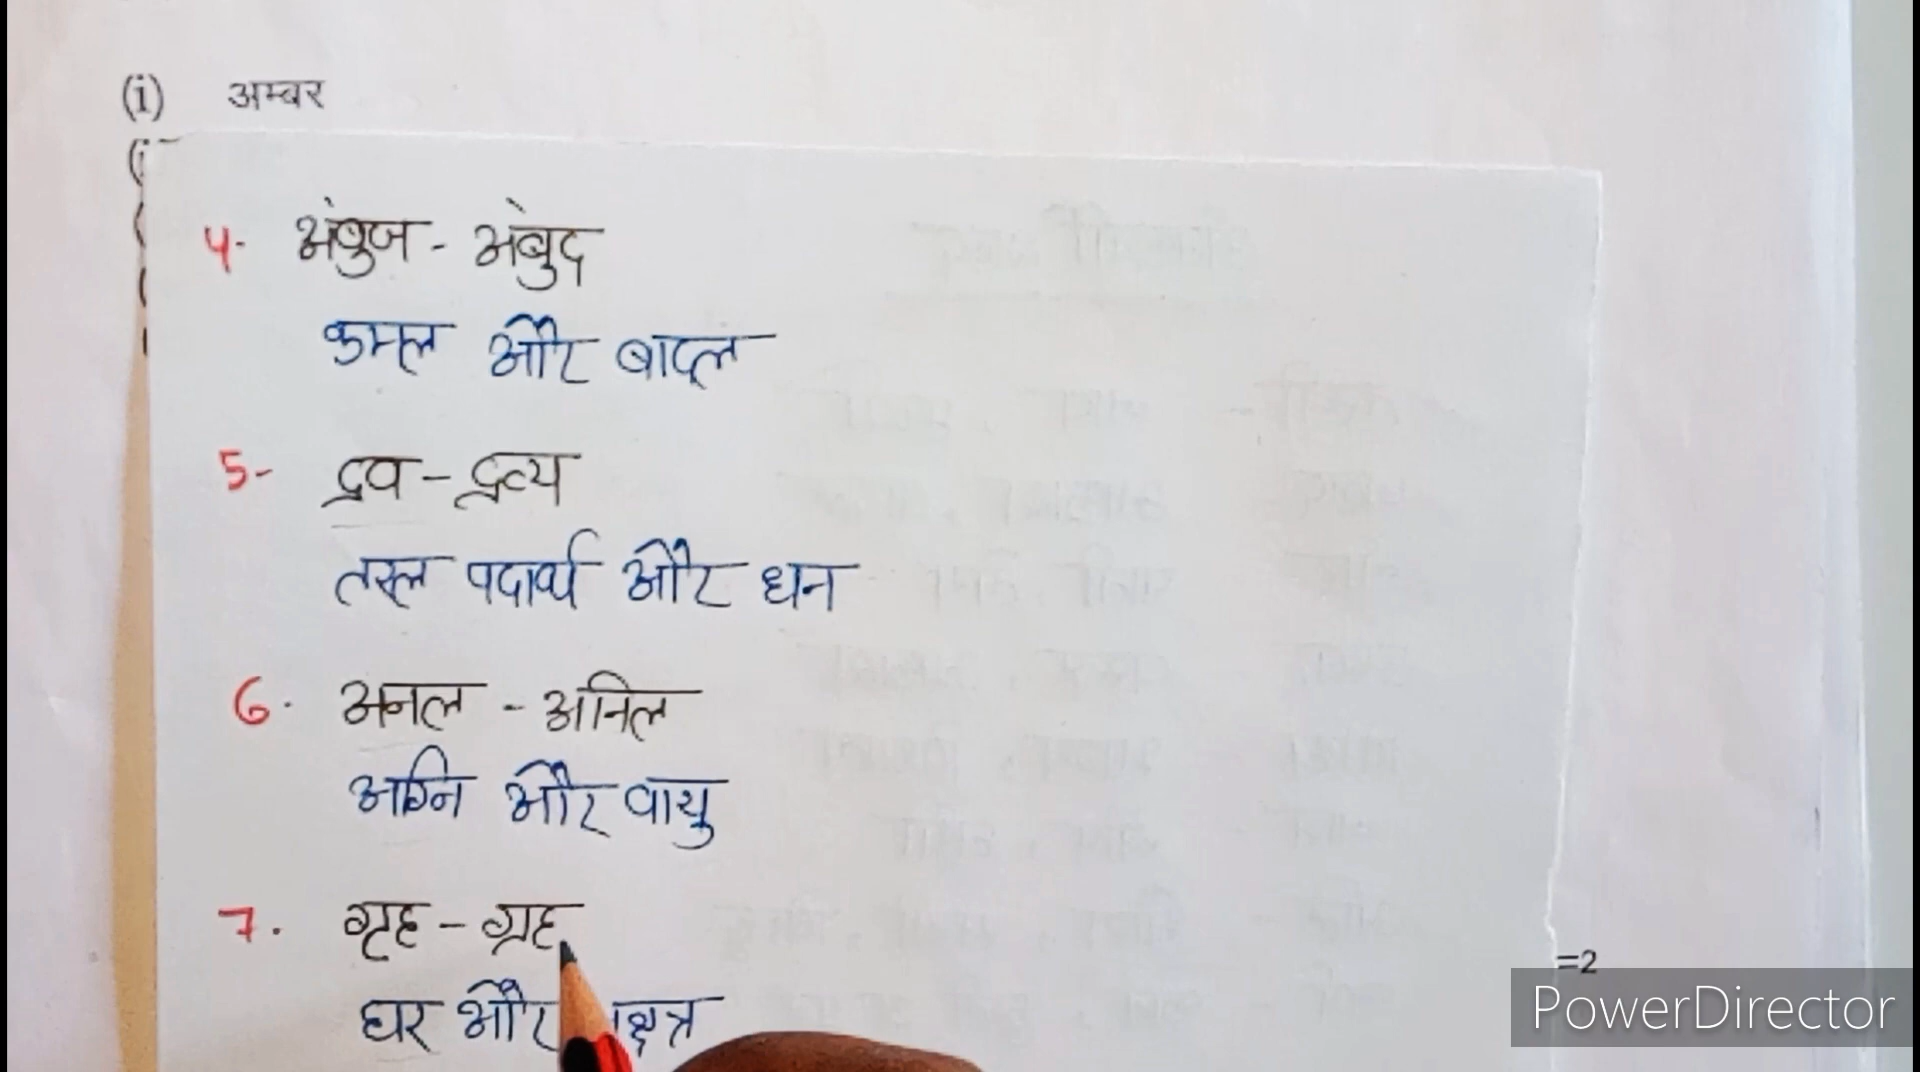 (i) अम्बर
4. अंबुज - अंबुद
कमल और बादल
5- द्रव - द्रव्य
तरल पदार्थ और धन
6. अनल - अनिल
अग्नि और वायु
7. गृह - ग्रह
घर और
=2
PowerDirector